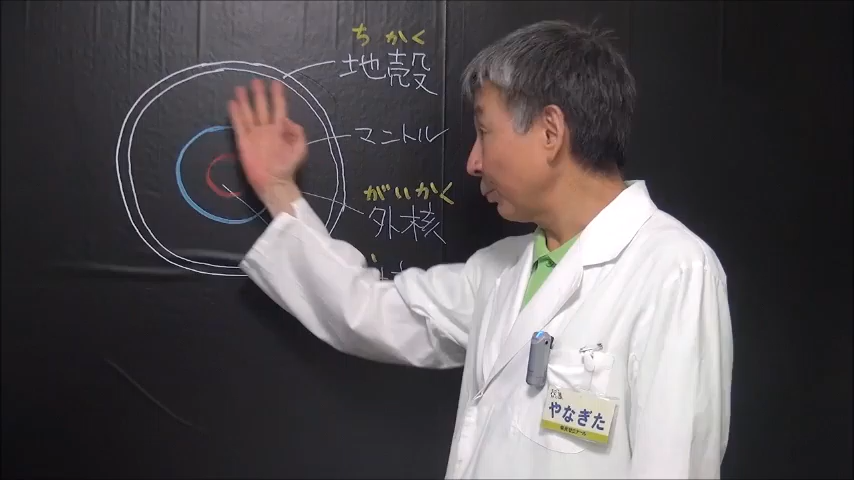 ちかく
地殻
マントル
がいかく
外核
やなぎた